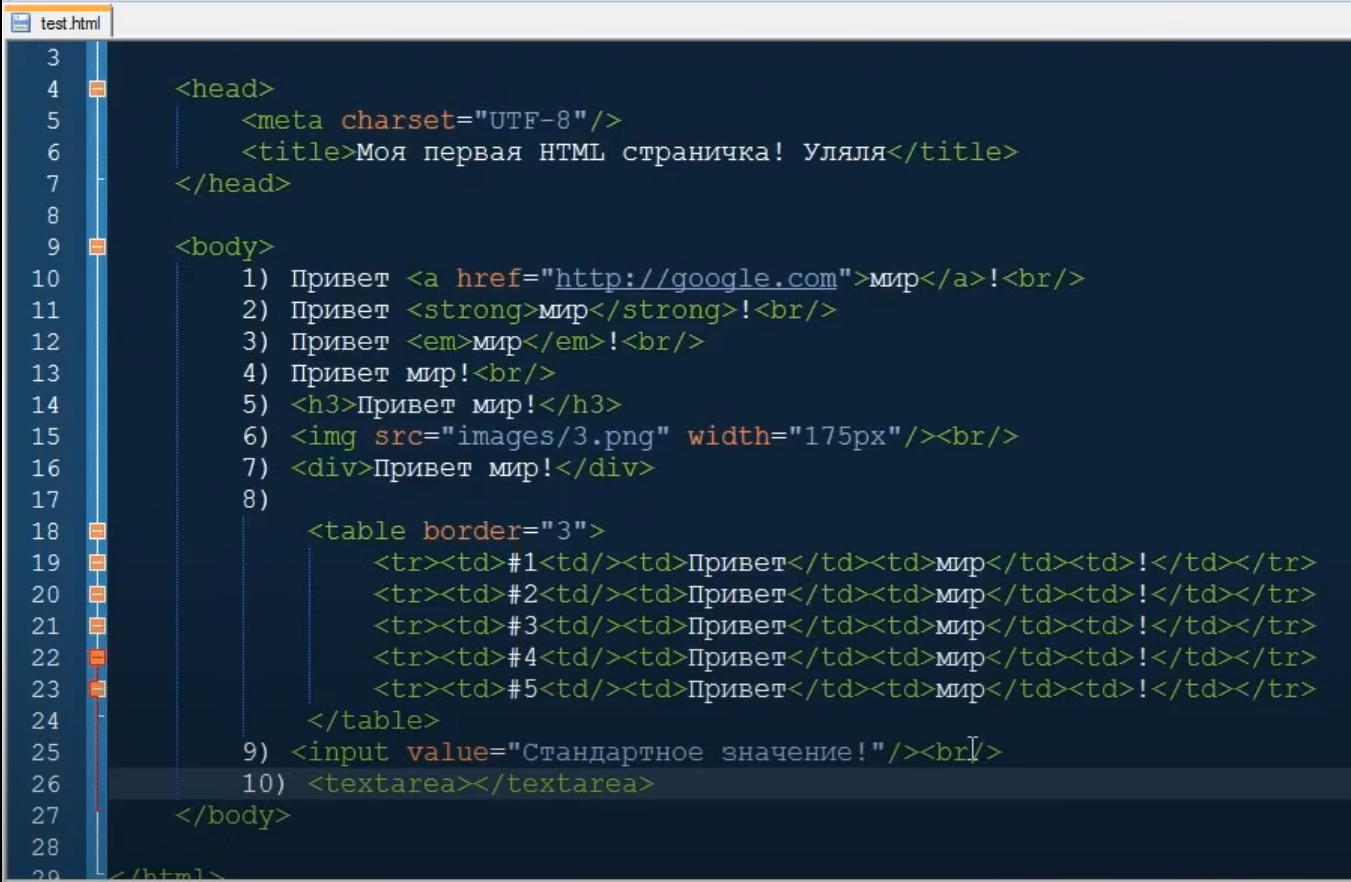 test.html
3
4 <head>
5 <meta charset="UTF-8"/>
6 <title>Моя первая HTML страничка! Уляля</title>
7 </head>
8
9 <body>
10 1) Привет <a href="http://google.com">мир</a>!<br/>
11 2) Привет <strong>мир</strong>!<br/>
12 3) Привет <em>мир</em>!<br/>
13 4) Привет мир!<br/>
14 5) <h3>Привет мир!</h3>
15 6) <img src="images/3.png" width="175px"/><br/>
16 7) <div>Привет мир!</div>
17 8)
18 <table border="3">
19 <tr><td>#1<td/><td>Привет</td><td>мир</td><td>!</td></tr>
20 <tr><td>#2<td/><td>Привет</td><td>мир</td><td>!</td></tr>
21 <tr><td>#3<td/><td>Привет</td><td>мир</td><td>!</td></tr>
22 <tr><td>#4<td/><td>Привет</td><td>мир</td><td>!</td></tr>
23 <tr><td>#5<td/><td>Привет</td><td>мир</td><td>!</td></tr>
24 </table>
25 9) <input value="Стандартное значение!"/><br/>
26 10) <textarea></textarea>
27 </body>
28
29 </html>